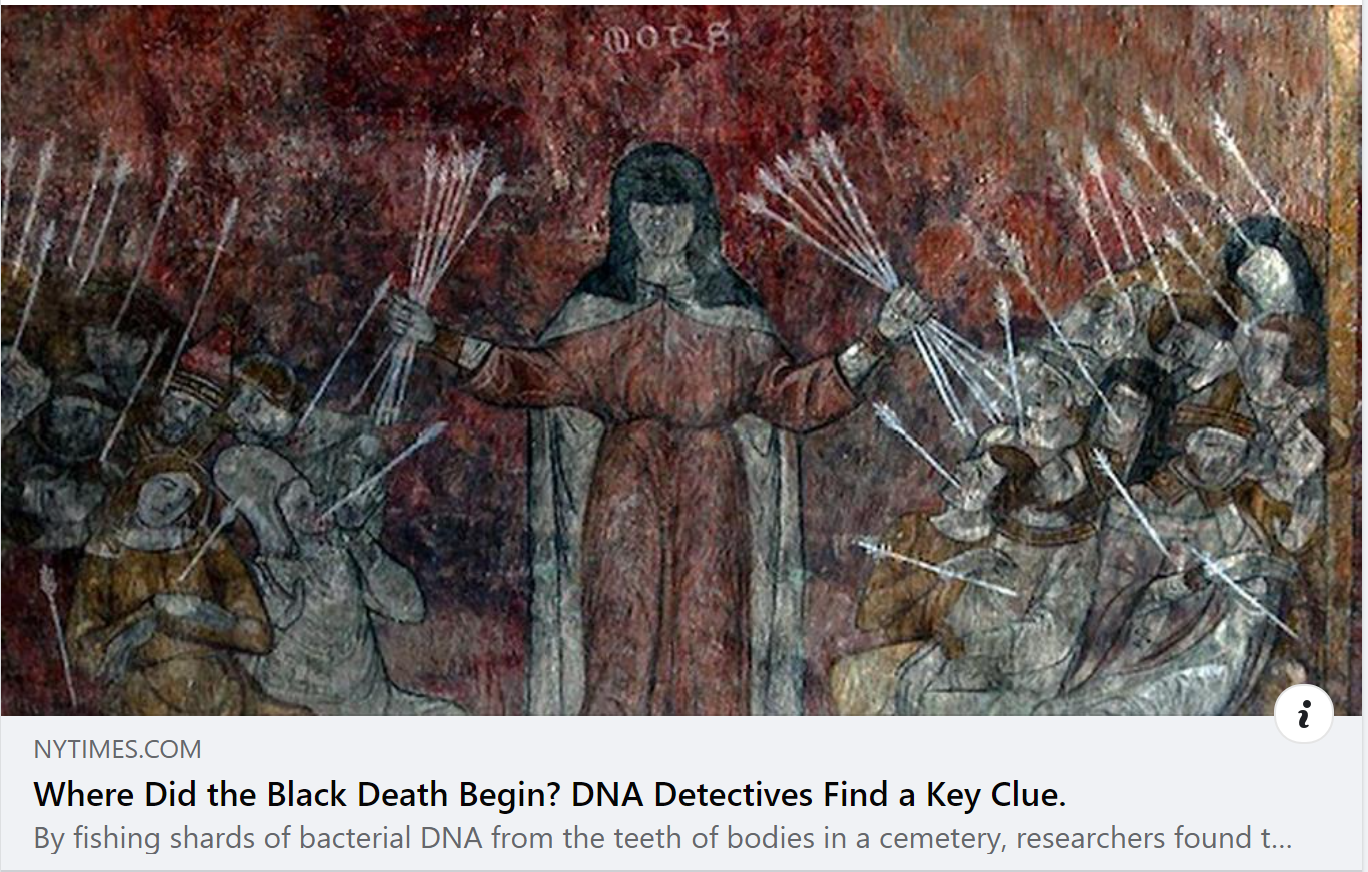 MORS
NYTIMES.COM
Where Did the Black Death Begin? DNA Detectives Find a Key Clue.
By fishing shards of bacterial DNA from the teeth of bodies in a cemetery, researchers found t...